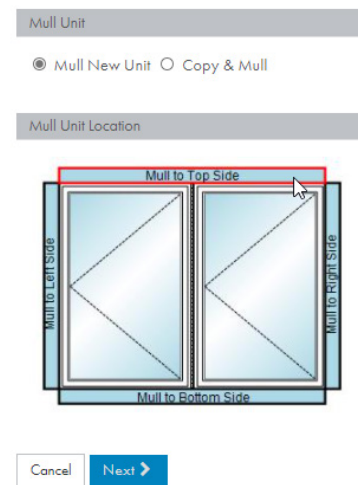 Mull Unit
Mull New Unit Copy & Mull
Mull Unit Location
Mull to Top Side
Mull to Left Side
Mull to Right Side
Mull to Bottom Side
Cancel Next